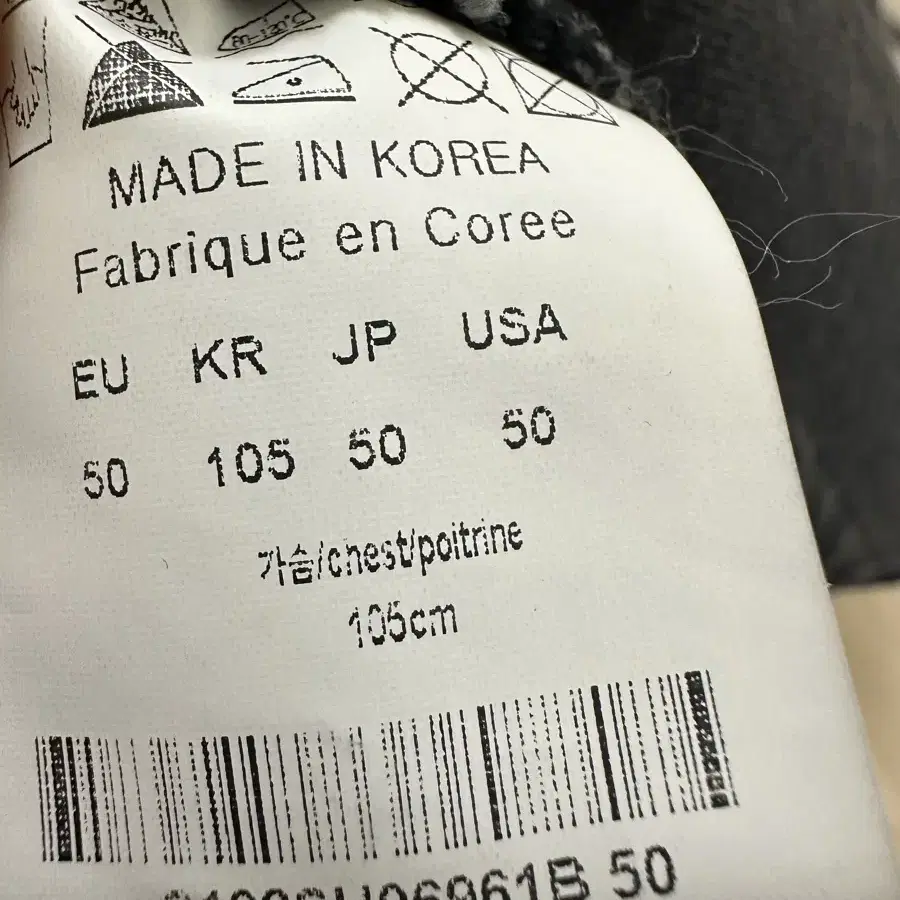 MADE IN KOREA
Fabrique en Coree
EU KR JP USA
50 105 50 50
가슴/chest/poitrine
105cm
50